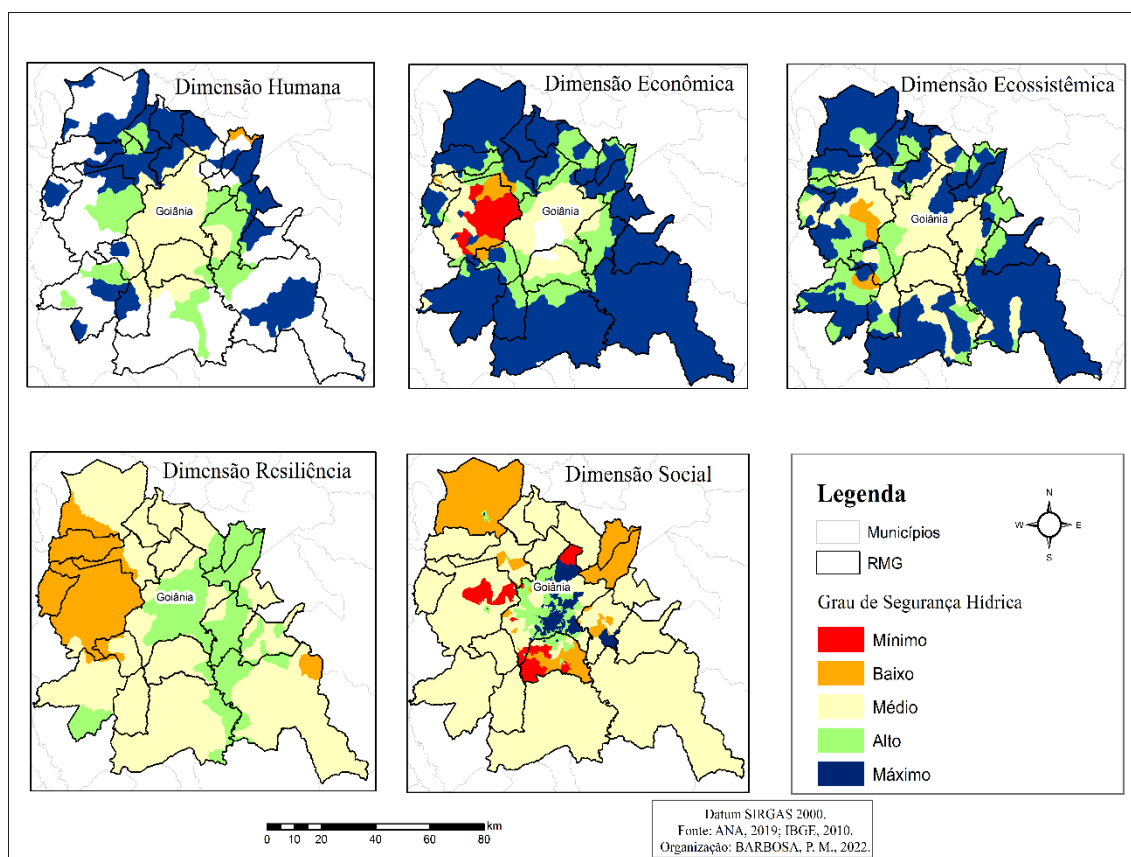 Dimensão Humana
Goiânia
Dimensão Econômica
Goiânia
Dimensão Ecossistêmica
Goiânia
Dimensão Resiliência
Goiânia
Dimensão Social
Goiânia
Legenda
N
W E
S
Municípios
RMG
Grau de Segurança Hídrica
Mínimo
Baixo
Médio
Alto
Máximo
0 5 10 20 40 60 80 km
Datum SIRGAS 2000.
Fonte: ANA, 2019; IBGE, 2010.
Organização: BARBOSA, P. M., 2022.